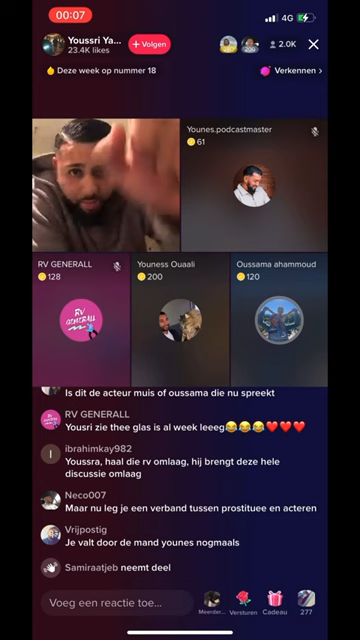 00:07
4G
Youssri Ya...
23.4K likes
+ Volgen
2.0K
Deze week op nummer 18
Verkennen >
Younes.podcastmaster
61
RV GENERALL
128
Youness Ouaali
200
Oussama ahammoud
120
RV
GENERALL
Is dit de acteur muis of oussama die nu spreekt
RV GENERALL
Yousri zie thee glas is al week leeeg😂😂😂❤️❤️❤️
ibrahimkay982
Youssra, haal die rv omlaag, hij brengt deze hele
discussie omlaag
Neco007
Maar nu leg je een verband tussen prostituee en acteren
Vrijpostig
Je valt door de mand younes nogmaals
Samiraatjeb neemt deel
Voeg een reactie toe...
Meerder...
Versturen
Cadeau
277